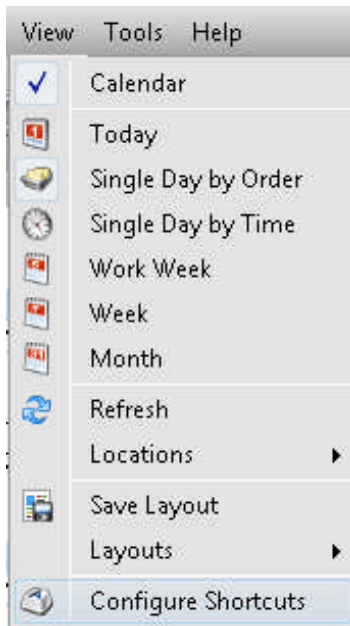 View Tools Help
Calendar
Today
Single Day by Order
Single Day by Time
Work Week
Week
Month
Refresh
Locations
Save Layout
Layouts
Configure Shortcuts